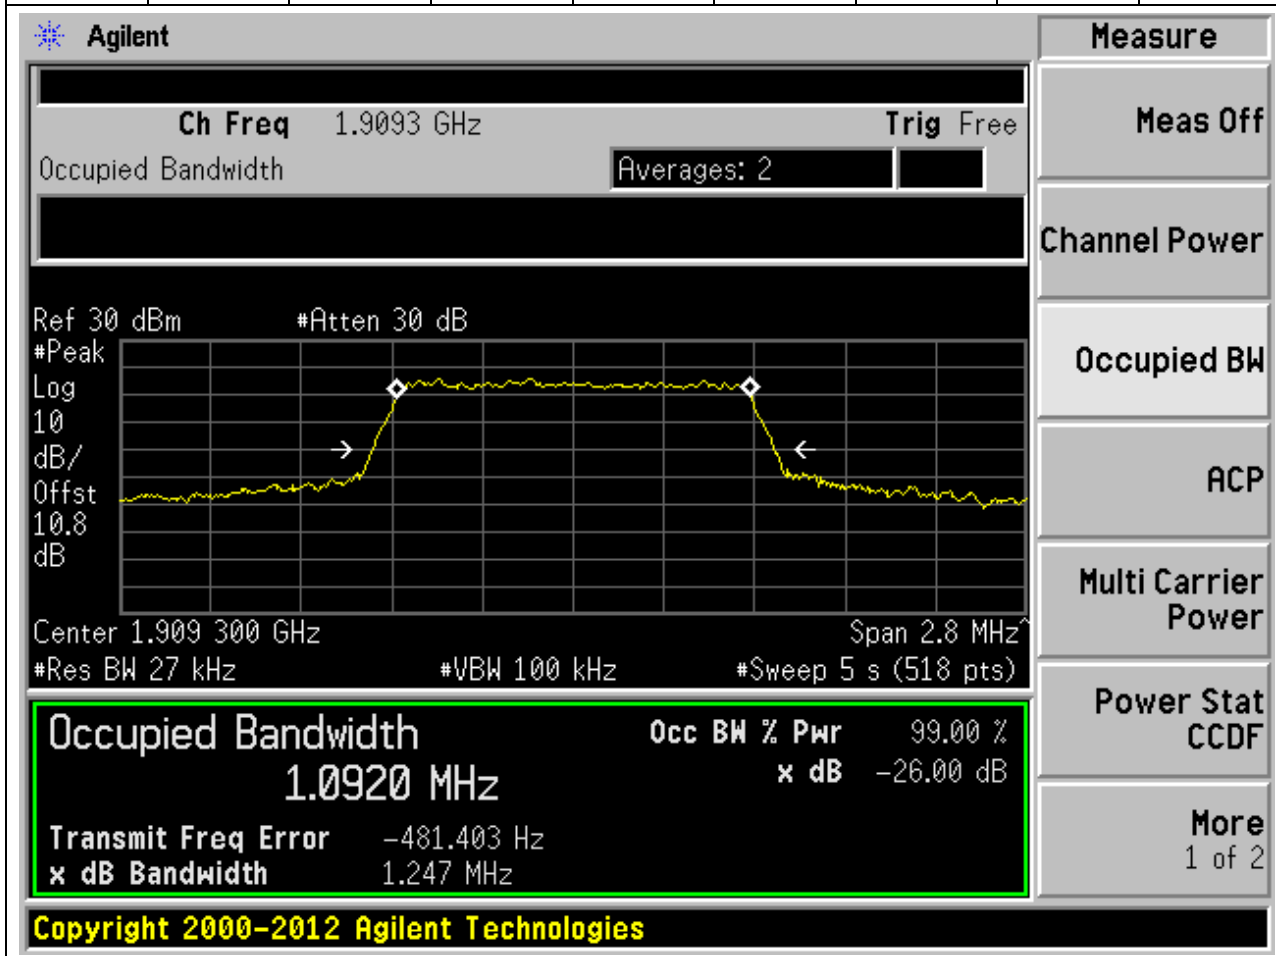 Agilent
Measure
Ch Freq 1.9093 GHz Trig Free
Occupied Bandwidth Averages: 2
Meas Off
Channel Power
Occupied BW
ACP
Multi Carrier
Power
Power Stat
CCDF
More
1 of 2
Ref 30 dBm #Atten 30 dB
#Peak
Log
10
dB/
Offst
10.8
dB
Center 1.909 300 GHz Span 2.8 MHz^
#Res BW 27 kHz #VBW 100 kHz #Sweep 5 s (518 pts)
Occupied Bandwidth Occ BW % Pwr 99.00 %
1.0920 MHz x dB -26.00 dB
Transmit Freq Error -481.403 Hz
x dB Bandwidth 1.247 MHz
Copyright 2000-2012 Agilent Technologies